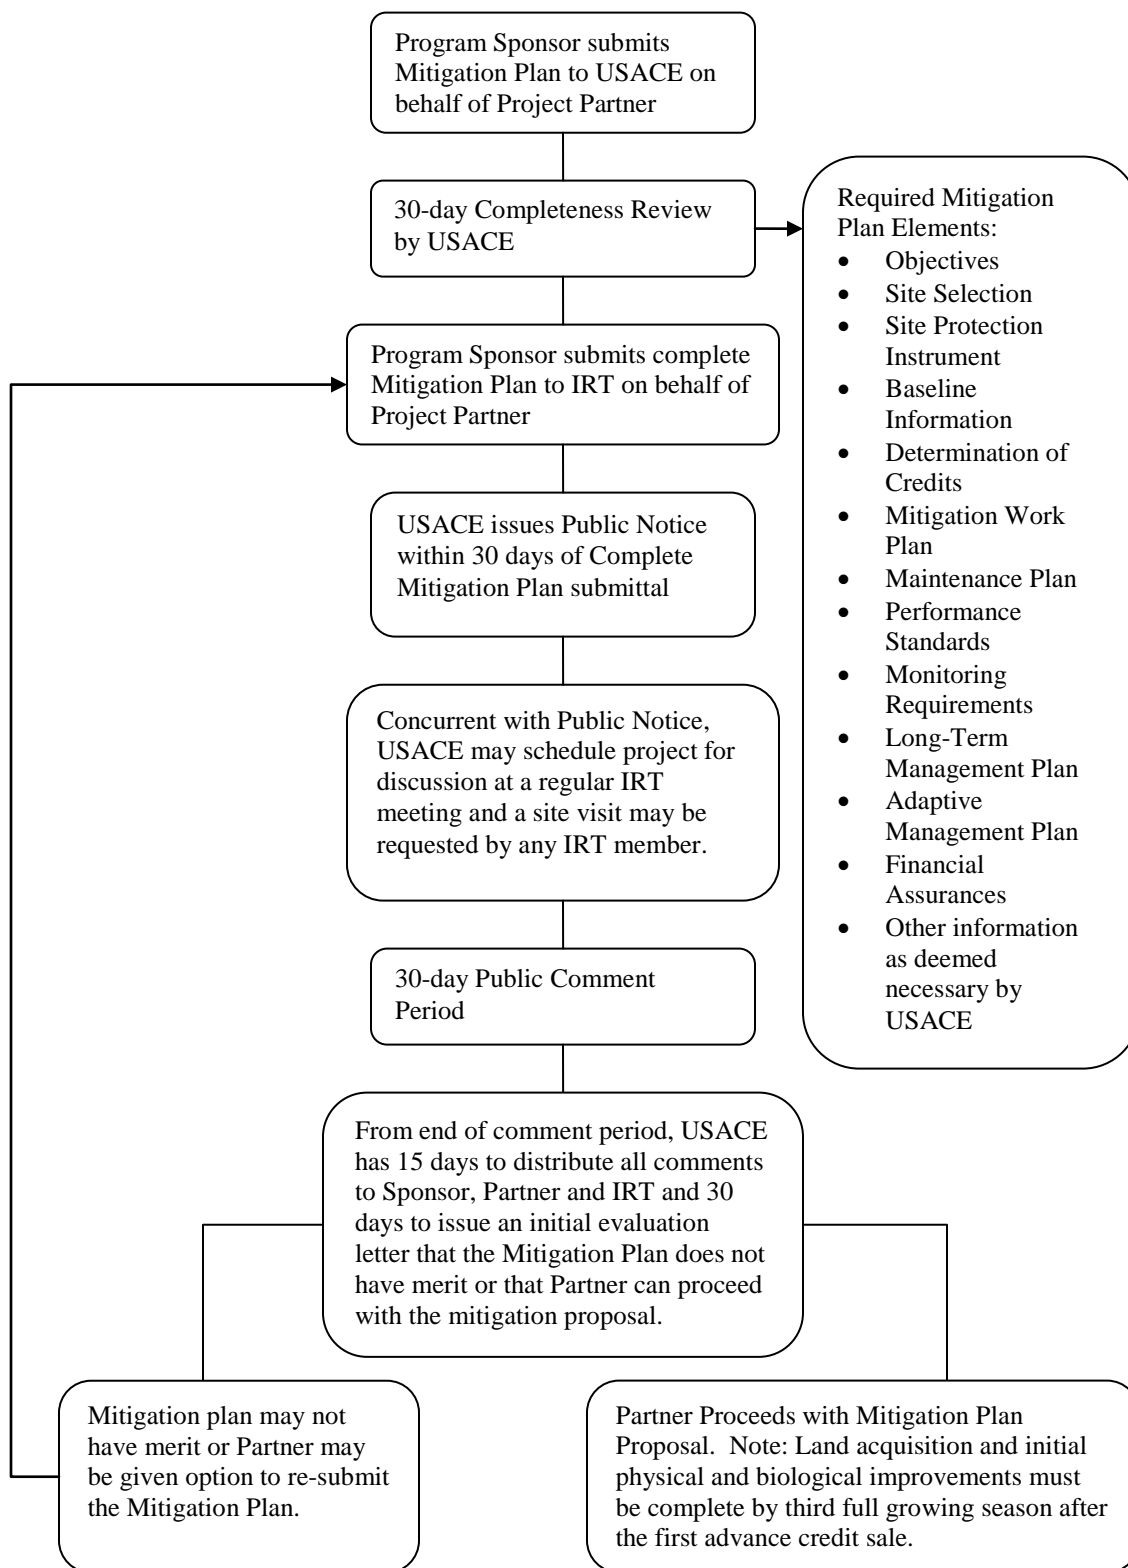 Program Sponsor submits
Mitigation Plan to USACE on
behalf of Project Partner
30-day Completeness Review
by USACE
Required Mitigation
Plan Elements:
• Objectives
• Site Selection
• Site Protection
Instrument
• Baseline
Information
• Determination of
Credits
• Mitigation Work
Plan
• Maintenance Plan
• Performance
Standards
• Monitoring
Requirements
• Long-Term
Management Plan
• Adaptive
Management Plan
• Financial
Assurances
• Other information
as deemed
necessary by
USACE
Program Sponsor submits complete
Mitigation Plan to IRT on behalf of
Project Partner
USACE issues Public Notice
within 30 days of Complete
Mitigation Plan submittal
Concurrent with Public Notice,
USACE may schedule project for
discussion at a regular IRT
meeting and a site visit may be
requested by any IRT member.
30-day Public Comment
Period
From end of comment period, USACE
has 15 days to distribute all comments
to Sponsor, Partner and IRT and 30
days to issue an initial evaluation
letter that the Mitigation Plan does not
have merit or that Partner can proceed
with the mitigation proposal.
Mitigation plan may not
have merit or Partner may
be given option to re-submit
the Mitigation Plan.
Partner Proceeds with Mitigation Plan
Proposal.  Note: Land acquisition and initial
physical and biological improvements must
be complete by third full growing season after
the first advance credit sale.